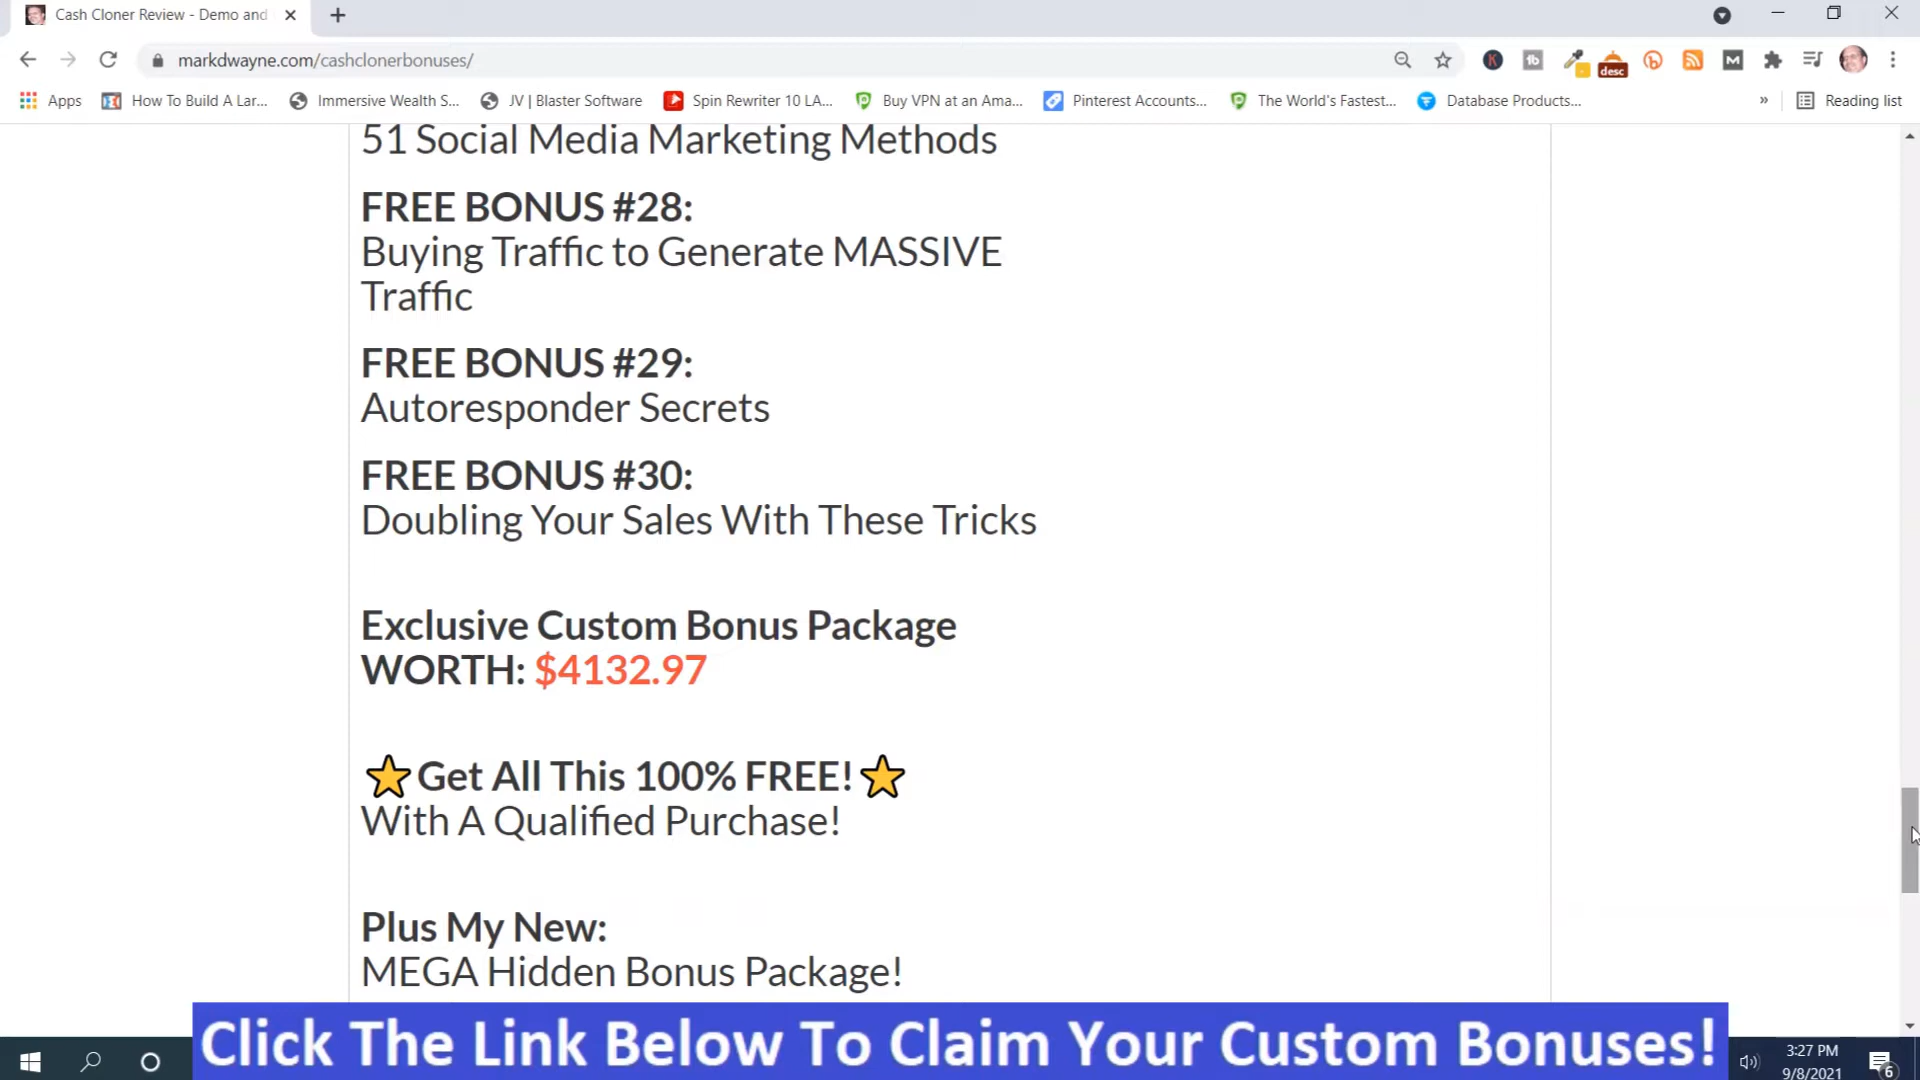 Cash Cloner Review - Demo and
markdwayne.com/cashclonerbonuses/
desc
Apps
How To Build A Lar...
Immersive Wealth S...
JV | Blaster Software
Spin Rewriter 10 LA...
Buy VPN at an Ama...
Pinterest Accounts...
The World's Fastest...
Database Products...
»
Reading list
51 Social Media Marketing Methods
FREE BONUS #28:
Buying Traffic to Generate MASSIVE
Traffic
FREE BONUS #29:
Autoresponder Secrets
FREE BONUS #30:
Doubling Your Sales With These Tricks
Exclusive Custom Bonus Package
WORTH: $4132.97
⭐Get All This 100% FREE!⭐
With A Qualified Purchase!
Plus My New:
MEGA Hidden Bonus Package!
Click The Link Below To Claim Your Custom Bonuses!
3:27 PM
9/8/2021
6